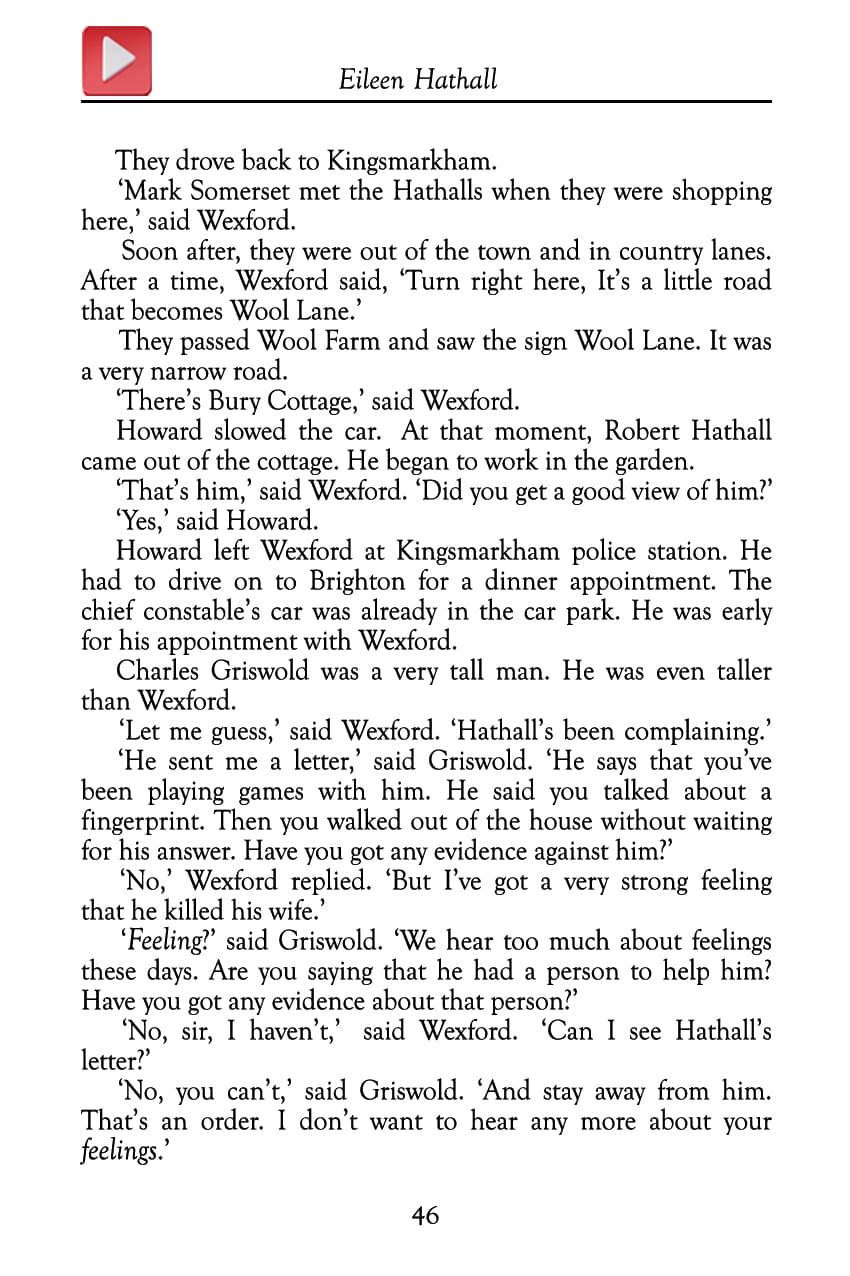 Eileen Hathall
They drove back to Kingsmarkham.
‘Mark Somerset met the Hathalls when they were shopping
here,’ said Wexford.
Soon after, they were out of the town and in country lanes.
After a time, Wexford said, ‘Turn right here, It’s a little road
that becomes Wool Lane.’
They passed Wool Farm and saw the sign Wool Lane. It was
a very narrow road.
‘There’s Bury Cottage,’ said Wexford.
Howard slowed the car. At that moment, Robert Hathall
came out of the cottage. He began to work in the garden.
‘That’s him,’ said Wexford. ‘Did you get a good view of him?’
‘Yes,’ said Howard.
Howard left Wexford at Kingsmarkham police station. He
had to drive on to Brighton for a dinner appointment. The
chief constable’s car was already in the car park. He was early
for his appointment with Wexford.
Charles Griswold was a very tall man. He was even taller
than Wexford.
‘Let me guess,’ said Wexford. ‘Hathall’s been complaining.’
‘He sent me a letter,’ said Griswold. ‘He says that you’ve
been playing games with him. He said you talked about a
fingerprint. Then you walked out of the house without waiting
for his answer. Have you got any evidence against him?’
‘No,’ Wexford replied. ‘But I’ve got a very strong feeling
that he killed his wife.’
‘Feeling?’ said Griswold. ‘We hear too much about feelings
these days. Are you saying that he had a person to help him?
Have you got any evidence about that person?’
‘No, sir, I haven’t,’ said Wexford. ‘Can I see Hathall’s
letter?’
‘No, you can’t,’ said Griswold. ‘And stay away from him.
That’s an order. I don’t want to hear any more about your
feelings.’
46